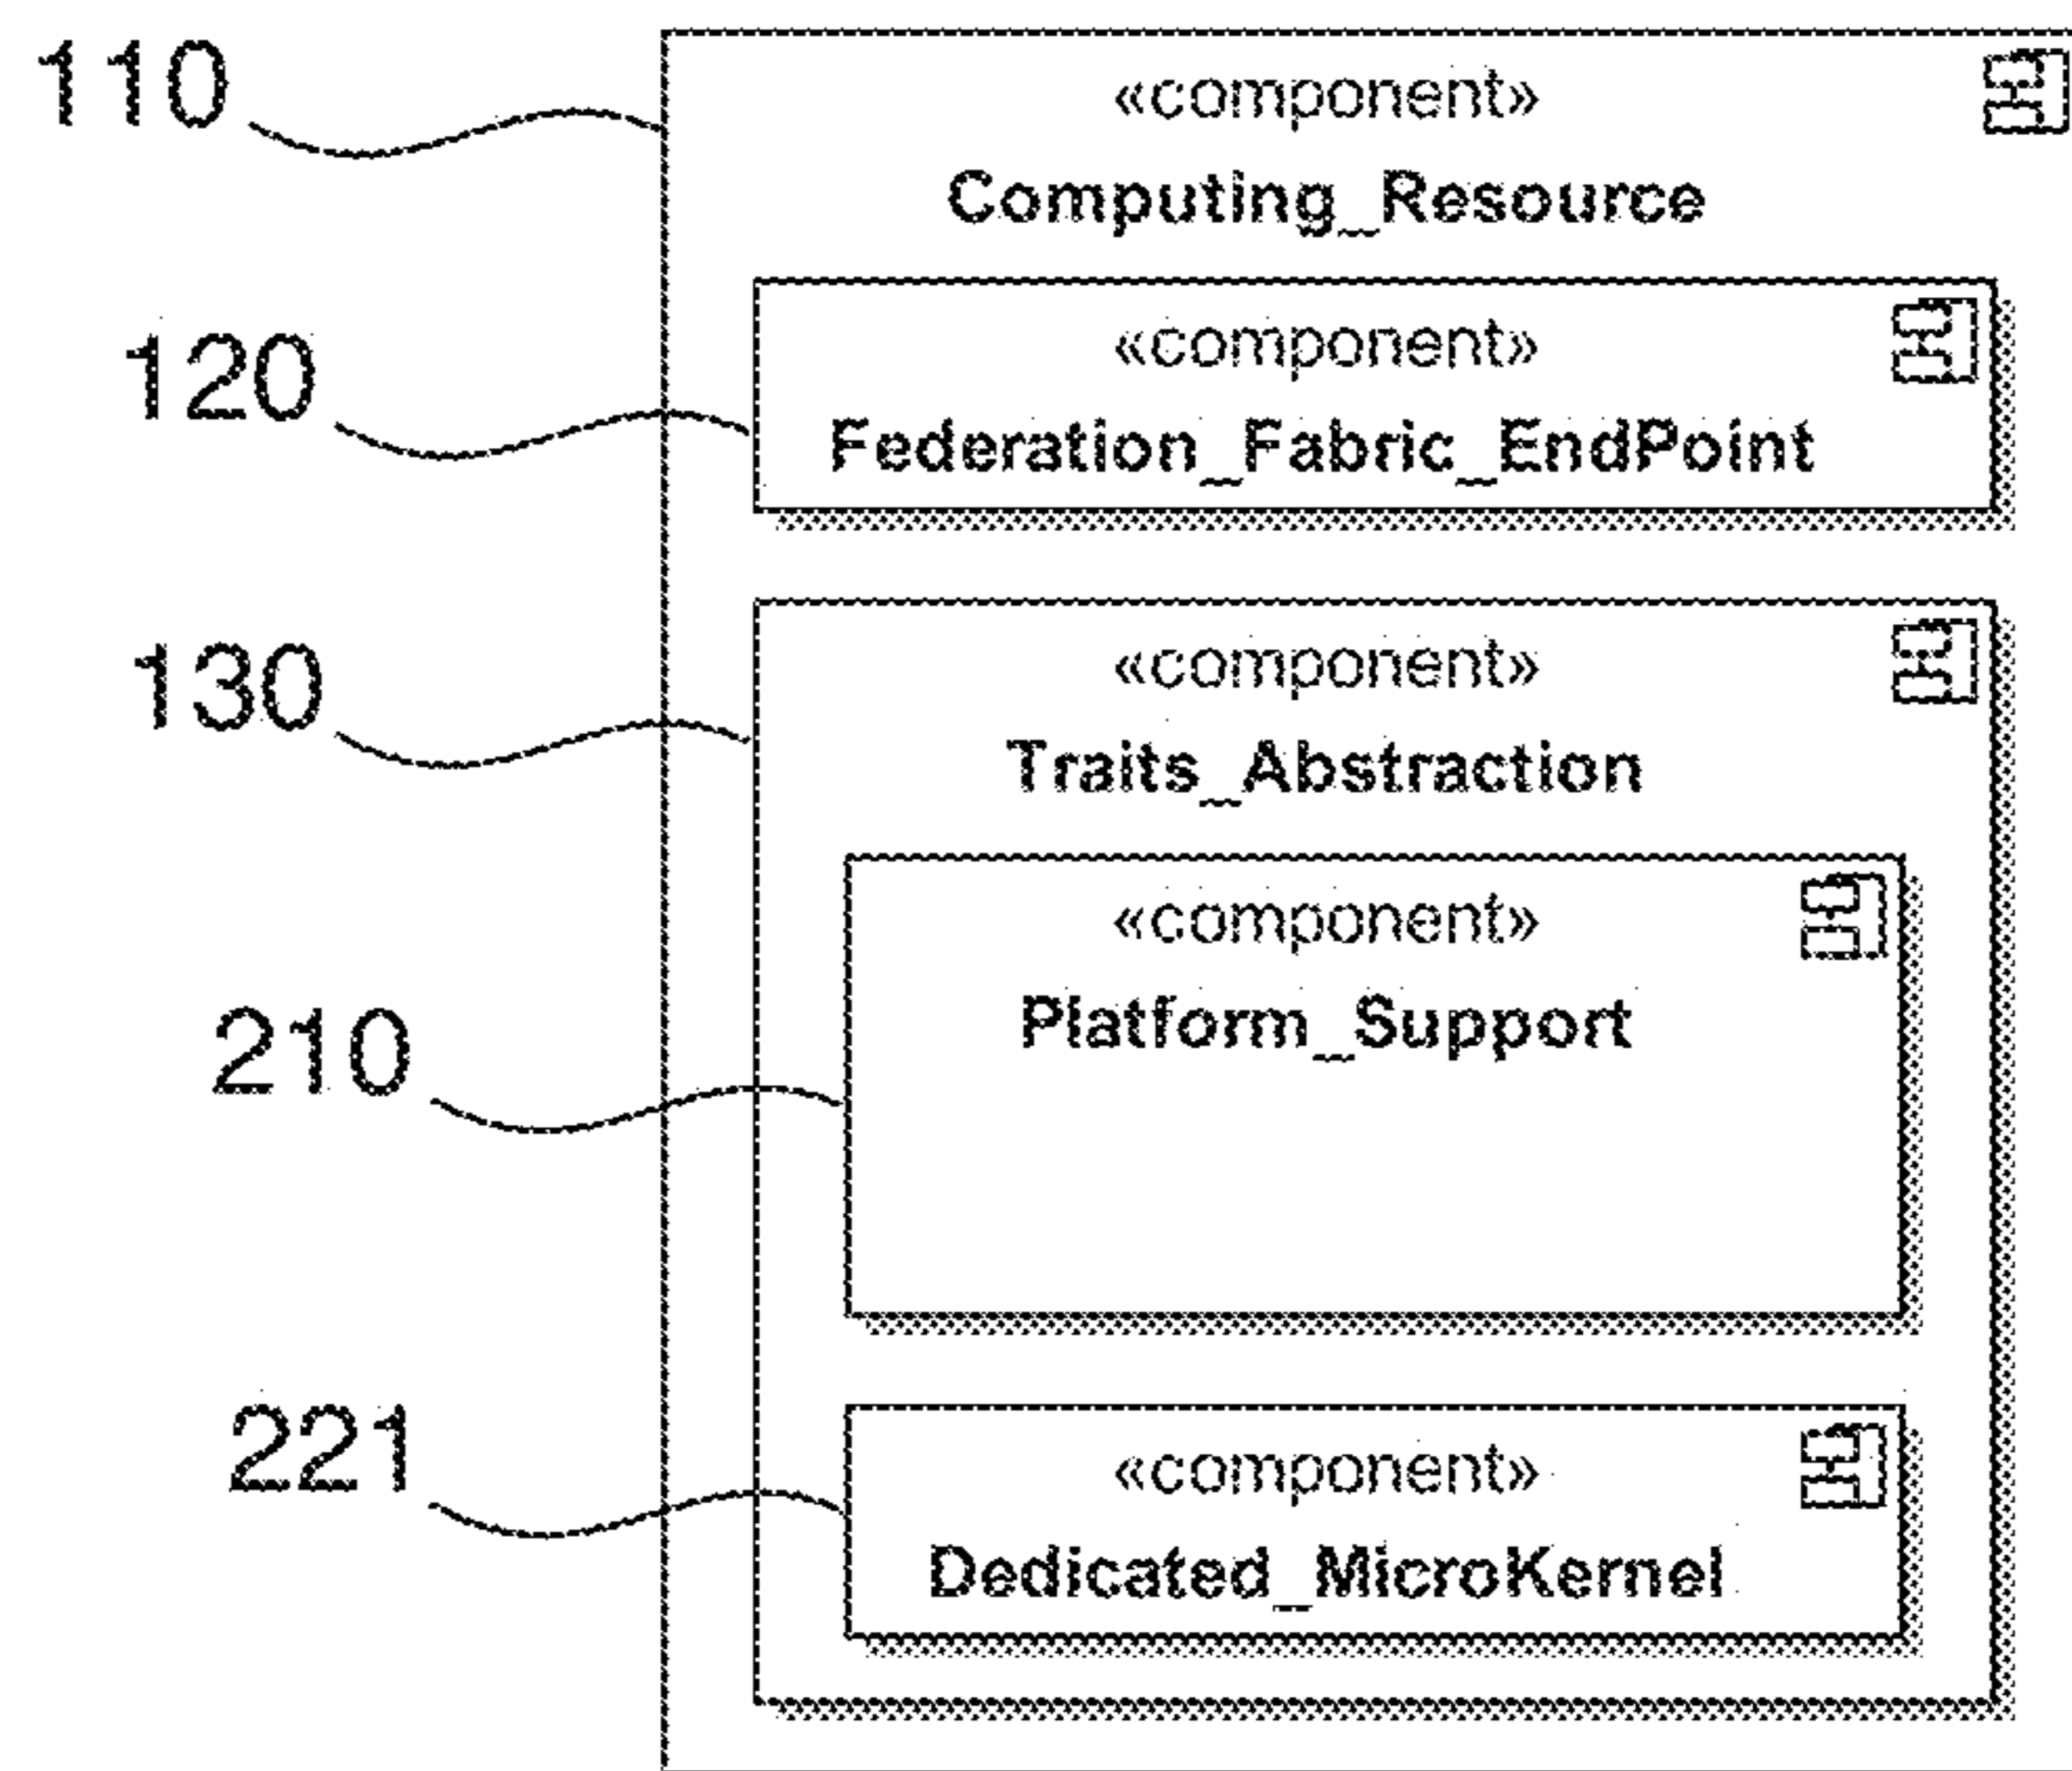 110
«component»
Computing_Resource
120
«component»
Federation_Fabric_EndPoint
130
«component»
Traits_Abstraction
210
«component»
Platform_Support
221
«component»
Dedicated_MicroKernel